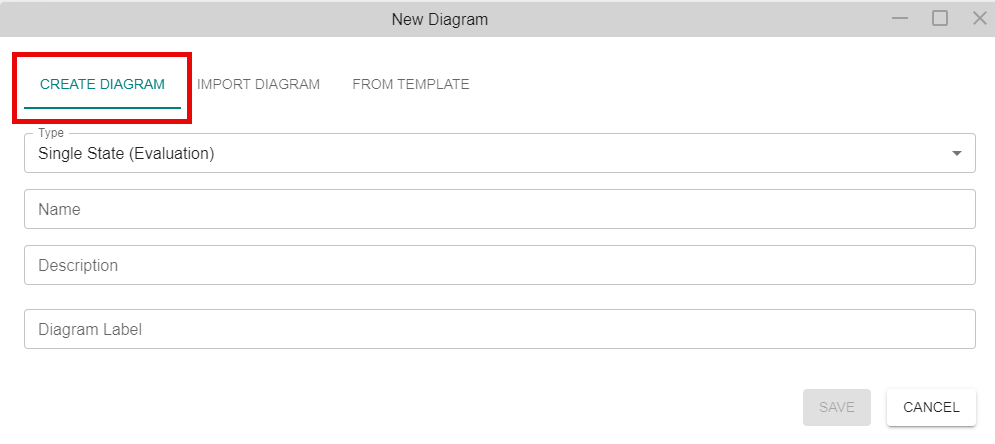 New Diagram
CREATE DIAGRAM IMPORT DIAGRAM FROM TEMPLATE
Type
Single State (Evaluation)
Name
Description
Diagram Label
SAVE CANCEL